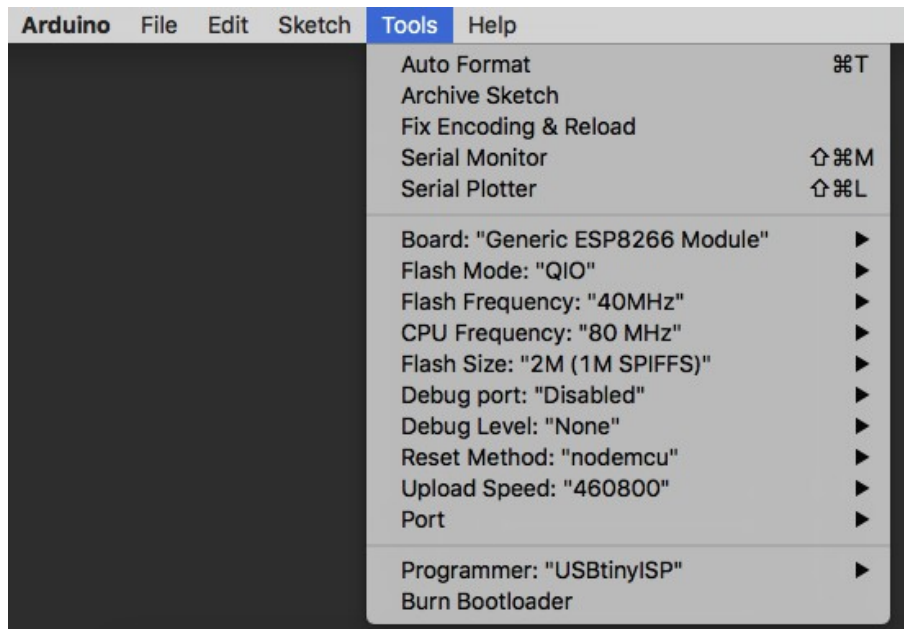 Arduino File Edit Sketch Tools Help
Auto Format ⌘T
Archive Sketch
Fix Encoding & Reload
Serial Monitor ⇧⌘M
Serial Plotter ⇧⌘L
Board: "Generic ESP8266 Module" ▶
Flash Mode: "QIO" ▶
Flash Frequency: "40MHz" ▶
CPU Frequency: "80 MHz" ▶
Flash Size: "2M (1M SPIFFS)" ▶
Debug port: "Disabled" ▶
Debug Level: "None" ▶
Reset Method: "nodemcu" ▶
Upload Speed: "460800" ▶
Port ▶
Programmer: "USBtinyISP" ▶
Burn Bootloader